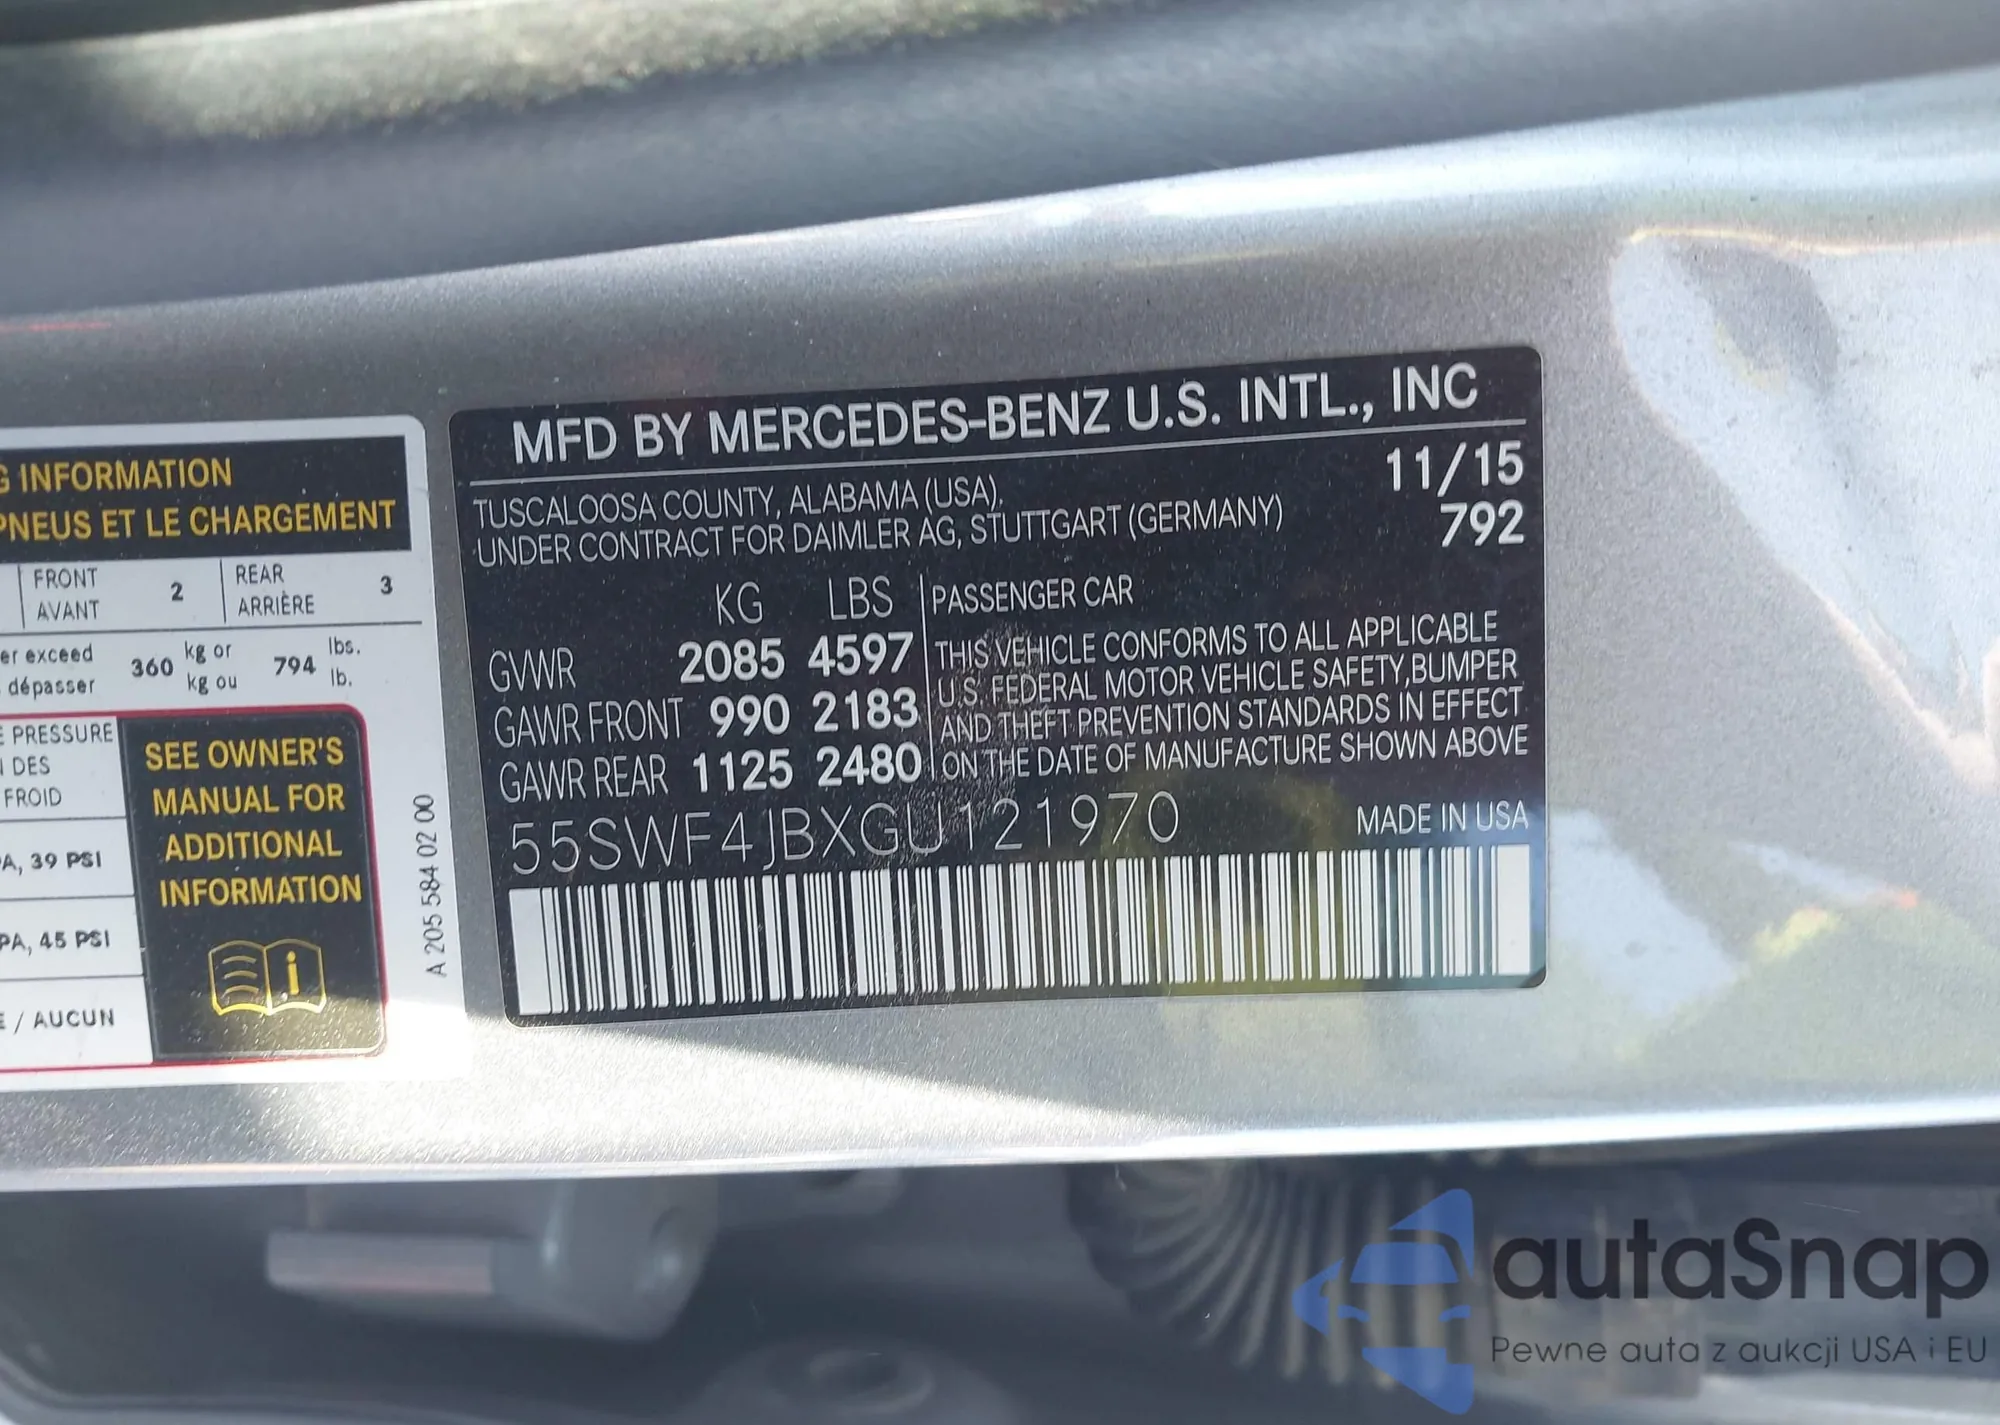 G INFORMATION
PNEUS ET LE CHARGEMENT
FRONT
AVANT
2
REAR
ARRIÈRE
3
er exceed
dépasser
360
kg or
kg ou
794
lbs.
lb.
E PRESSURE
I DES
FROID
SEE OWNER'S
MANUAL FOR
ADDITIONAL
INFORMATION
A, 39 PSI
PA, 45 PSI
E / AUCUN
i
A 205 584 02 00
MFD BY MERCEDES-BENZ U.S. INTL., INC
TUSCALOOSA COUNTY, ALABAMA (USA), 11/15
UNDER CONTRACT FOR DAIMLER AG, STUTTGART (GERMANY) 792
KG LBS
GVWR 2085 4597
GAWR FRONT 990 2183
GAWR REAR 1125 2480
PASSENGER CAR
THIS VEHICLE CONFORMS TO ALL APPLICABLE
U.S. FEDERAL MOTOR VEHICLE SAFETY,BUMPER
AND THEFT PREVENTION STANDARDS IN EFFECT
ON THE DATE OF MANUFACTURE SHOWN ABOVE
55SWF4JBXGU121970
MADE IN USA
autaSnap
Pewne auta z aukcji USA i EU